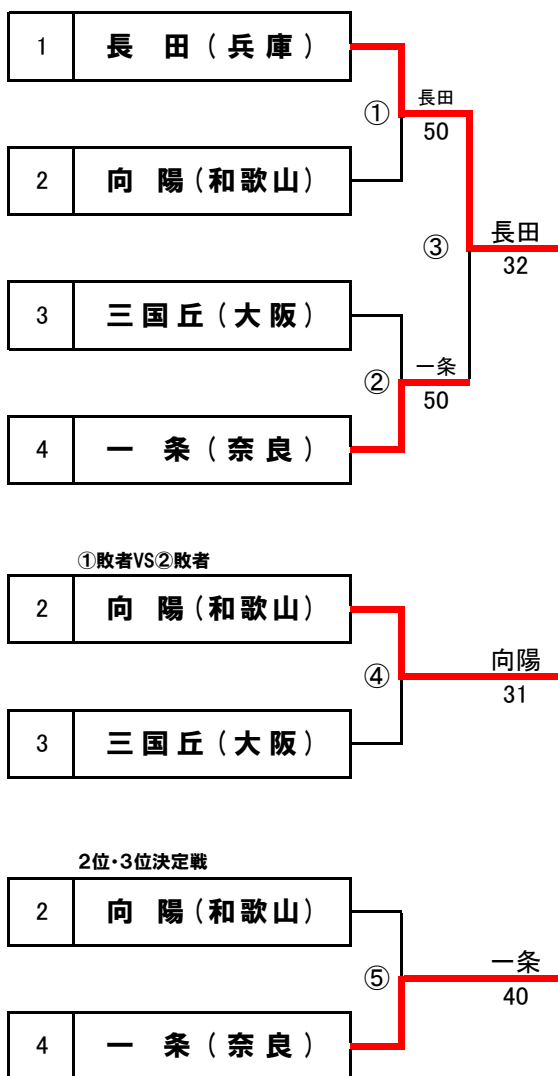 1 長 田（兵 庫）
① 長田
50
2 向 陽（和歌山）
③ 長田
32
3 三国丘（大 阪）
② 一条
50
4 一 条（奈 良）
①敗者VS②敗者
2 向 陽（和歌山）
④ 向陽
31
3 三国丘（大 阪）
2位・3位決定戦
2 向 陽（和歌山）
⑤ 一条
40
4 一 条（奈 良）